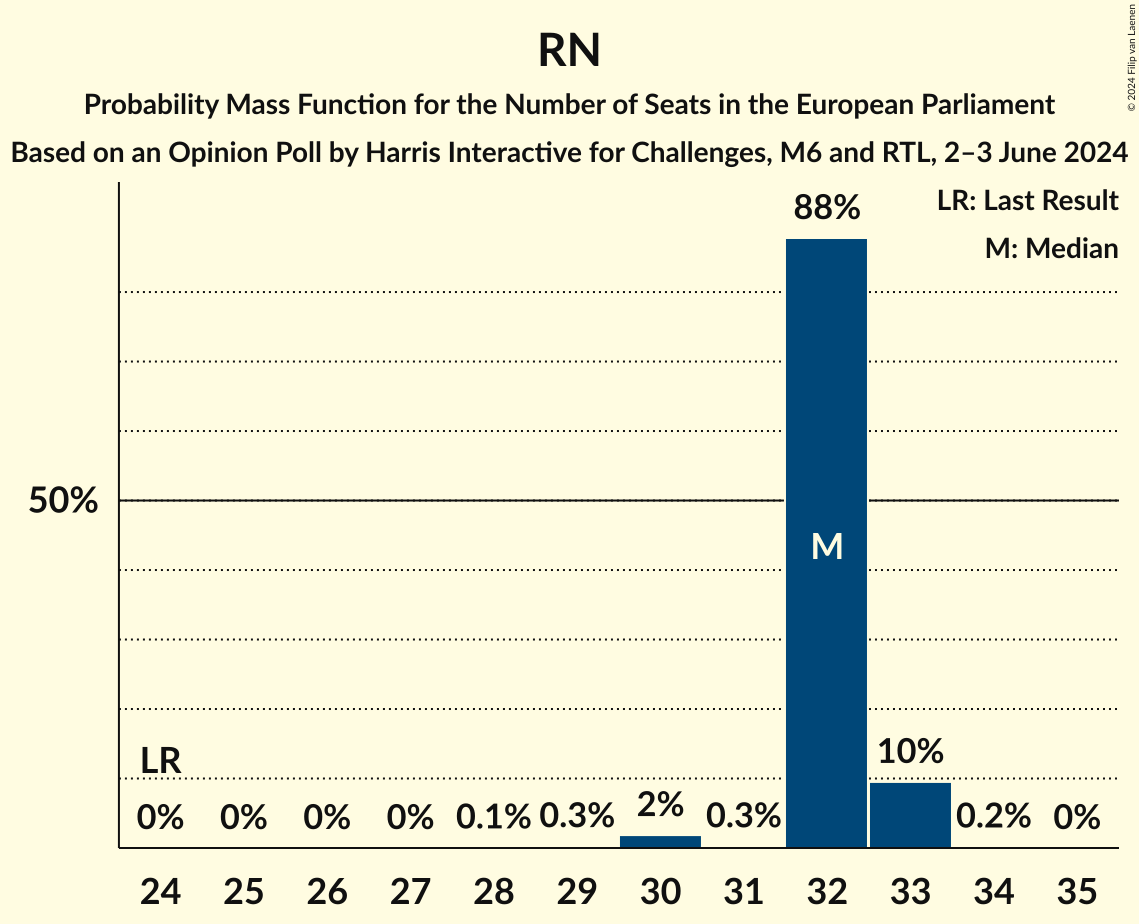 RN
Probability Mass Function for the Number of Seats in the European Parliament
Based on an Opinion Poll by Harris Interactive for Challenges, M6 and RTL, 2–3 June 2024
© 2024 Filip van Laenen
LR: Last Result
M: Median
88%
50%
M
LR
10%
0% 0% 0% 0% 0.1% 0.3% 2% 0.3% 0.2% 0%
24 25 26 27 28 29 30 31 32 33 34 35